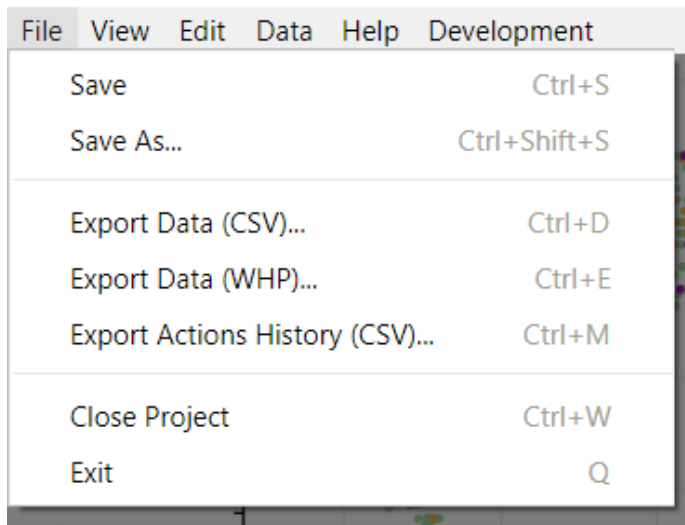 File View Edit Data Help Development
Save Ctrl+S
Save As... Ctrl+Shift+S
Export Data (CSV)... Ctrl+D
Export Data (WHP)... Ctrl+E
Export Actions History (CSV)... Ctrl+M
Close Project Ctrl+W
Exit Q